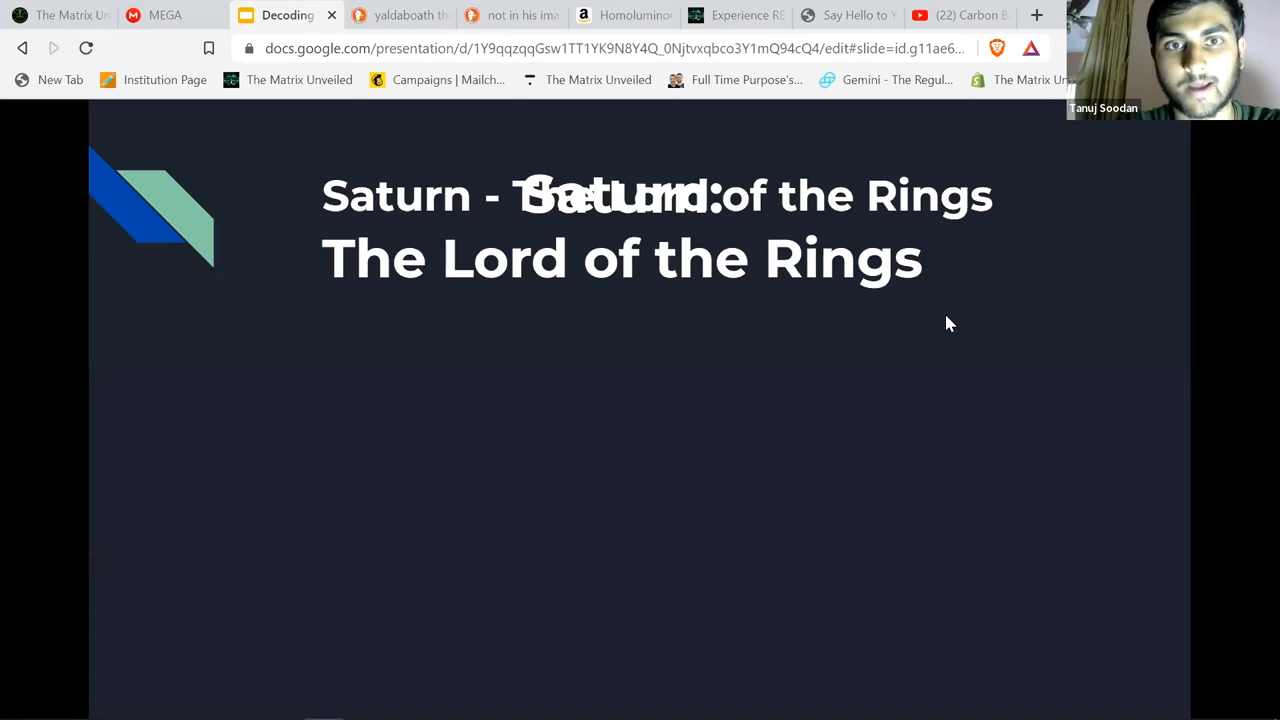 The Matrix Un
MEGA
Decoding
yaldaboath th
not in his ima
Homolumino
Experience RE
Say Hello to Y
(22) Carbon B
docs.google.com/presentation/d/1Y9qqzqqGsw1TT1YK9N8Y4Q_0Njtvxqbco3Y1mQ94cQ4/edit#slide=id.g11ae6...
New Tab
Institution Page
The Matrix Unveiled
Campaigns | Mailch...
The Matrix Unveiled
Full Time Purpose's...
Gemini - The Regul...
The Matrix Un
Tanuj Soodan
Saturn - The Lord of the Rings
Saturn:
The Lord of the Rings